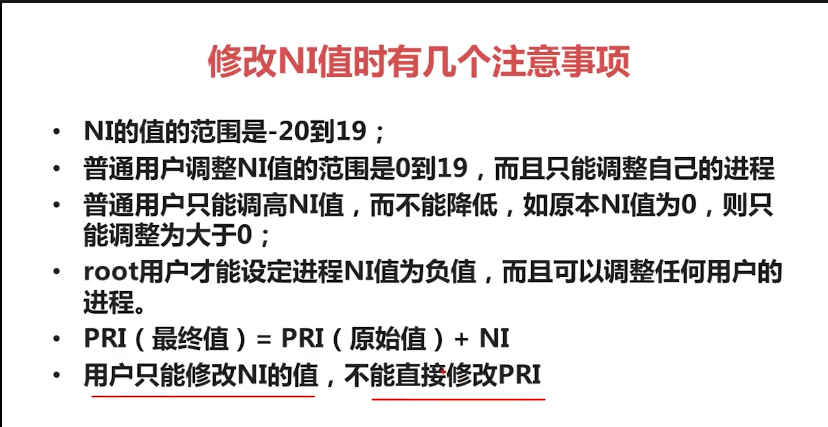 修改NI值时有几个注意事项
• NI的值的范围是-20到19；
• 普通用户调整NI值的范围是0到19，而且只能调整自己的进程
• 普通用户只能调高NI值，而不能降低，如原本NI值为0，则只
能调整为大于0；
• root用户才能设定进程NI值为负值，而且可以调整任何用户的
进程。
• PRI（最终值）= PRI（原始值）+ NI
• 用户只能修改NI的值，不能直接修改PRI